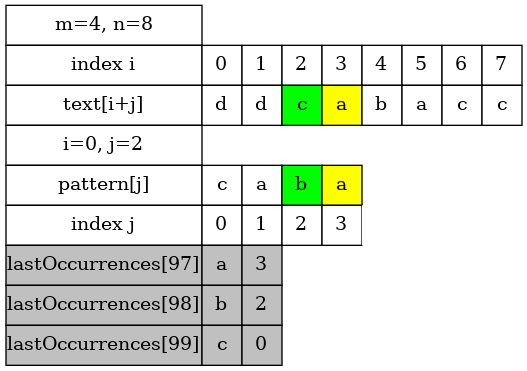 m=4, n=8
index i 0 1 2 3 4 5 6 7
text[i+j] d d c a b a c c
i=0, j=2
pattern[j] c a b a
index j 0 1 2 3
lastOccurrences[97] a 3
lastOccurrences[98] b 2
lastOccurrences[99] c 0